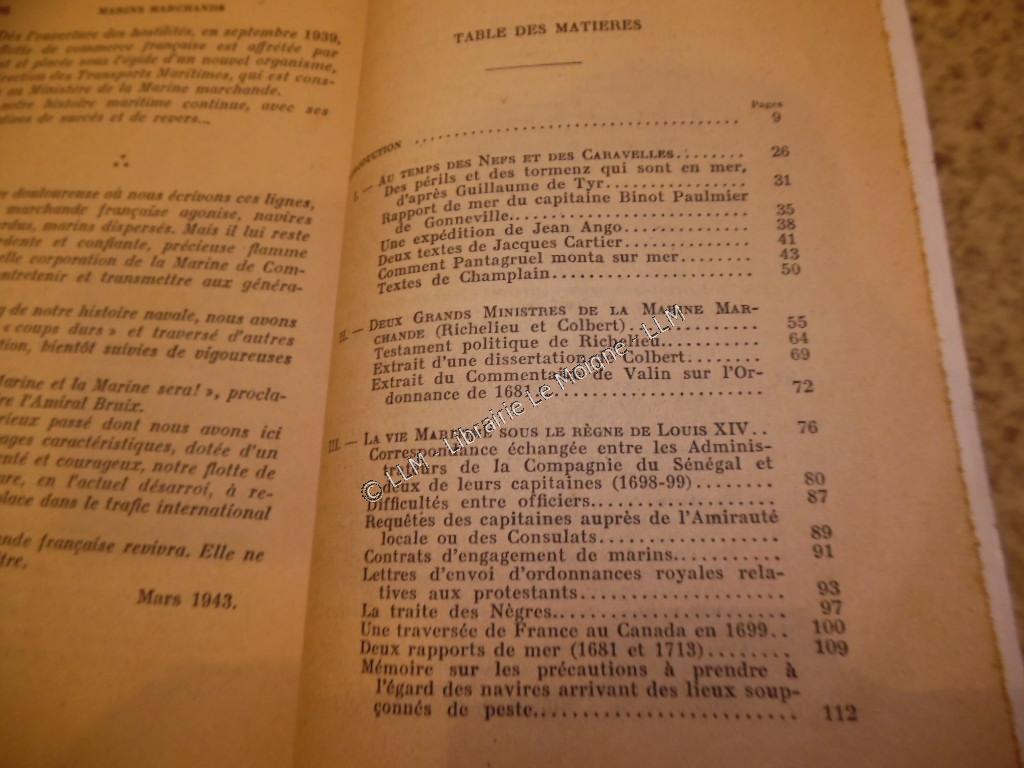 MARINS MARCHANDS
Dès l'ouverture des hostilités, en septembre 1939,
flotte de commerce française est affrétée par
et placée sous l'égide d'un nouvel organisme,
rection des Transports Maritimes, qui est cons-
au Ministère de la Marine marchande.
notre histoire maritime continue, avec ses
de succès et de revers...
douloureuse où nous écrivons ces lignes,
marchande française agonise, navires
perdus, marins dispersés. Mais il lui reste
ardente et confiante, précieuse flamme
elle corporation de la Marine de Com-
entretenir et transmettre aux généra-
de notre histoire navale, nous avons
« coups durs » et traversé d'autres
tion, bientôt suivies de vigoureuses
Marine et la Marine sera! », procla-
re l'Amiral Bruix.
rieux passé dont nous avons ici
ages caractéristiques, dotée d'un
enté et courageux, notre flotte de
ure, en l'actuel désarroi, à re-
place dans le trafic international
ande française revivra. Elle ne
tre.
Mars 1943.
TABLE DES MATIERES
Pages
RODUCTION .......... 9
I. — AU TEMPS DES NEFS ET DES CARAVELLES........ 26
Des périls et des tormenz qui sont en mer,
d'après Guillaume de Tyr.............. 31
Rapport de mer du capitaine Binot Paulmier
de Gonneville.......................... 35
Une expédition de Jean Ango............ 38
Deux textes de Jacques Cartier.......... 41
Comment Pantagruel monta sur mer........ 43
Textes de Champlain.................... 50
II. — DEUX GRANDS MINISTRES DE LA MARINE MAR-
CHANDE (Richelieu et Colbert)............ 55
Testament politique de Richelieu.......... 64
Extrait d'une dissertation de Colbert........ 69
Extrait du Commentaire de Valin sur l'Or-
donnance de 1681...................... 72
III. — LA VIE MARITIME SOUS LE RÈGNE DE LOUIS XIV.. 76
Correspondance échangée entre les Adminis-
trateurs de la Compagnie du Sénégal et
deux de leurs capitaines (1698-99)........ 80
Difficultés entre officiers.................. 87
Requêtes des capitaines auprès de l'Amirauté
locale ou des Consulats.................. 89
Contrats d'engagement de marins.......... 91
Lettres d'envoi d'ordonnances royales rela-
tives aux protestants.................... 93
La traite des Nègres...................... 97
Une traversée de France au Canada en 1699.. 100
Deux rapports de mer (1681 et 1713)........ 109
Mémoire sur les précautions à prendre à
l'égard des navires arrivant des lieux soup-
çonnés de peste........................ 112
© LLM - Librairie Le Moigne - LLM